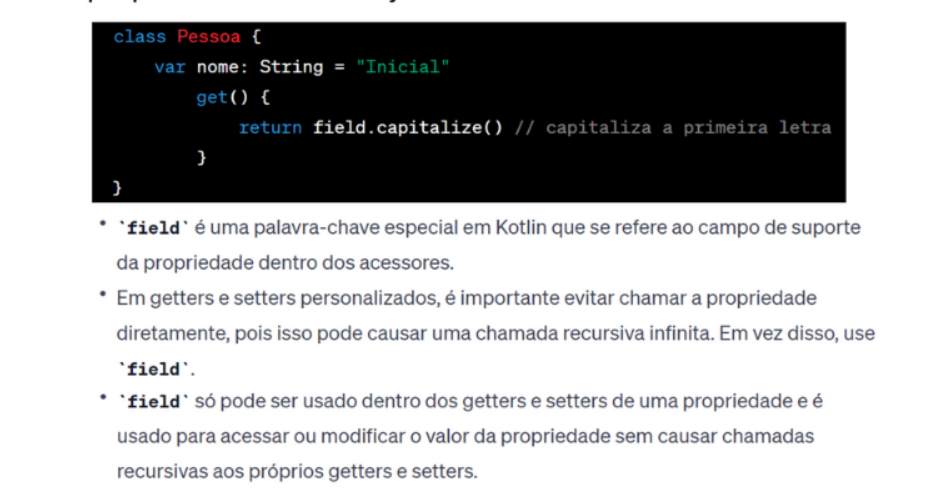 class Pessoa {
var nome: String = "Inicial"
get() {
return field.capitalize() // capitaliza a primeira letra
}
}
• `field` é uma palavra-chave especial em Kotlin que se refere ao campo de suporte
da propriedade dentro dos acessores.
• Em getters e setters personalizados, é importante evitar chamar a propriedade
diretamente, pois isso pode causar uma chamada recursiva infinita. Em vez disso, use
`field`.
• `field` só pode ser usado dentro dos getters e setters de uma propriedade e é
usado para acessar ou modificar o valor da propriedade sem causar chamadas
recursivas aos próprios getters e setters.